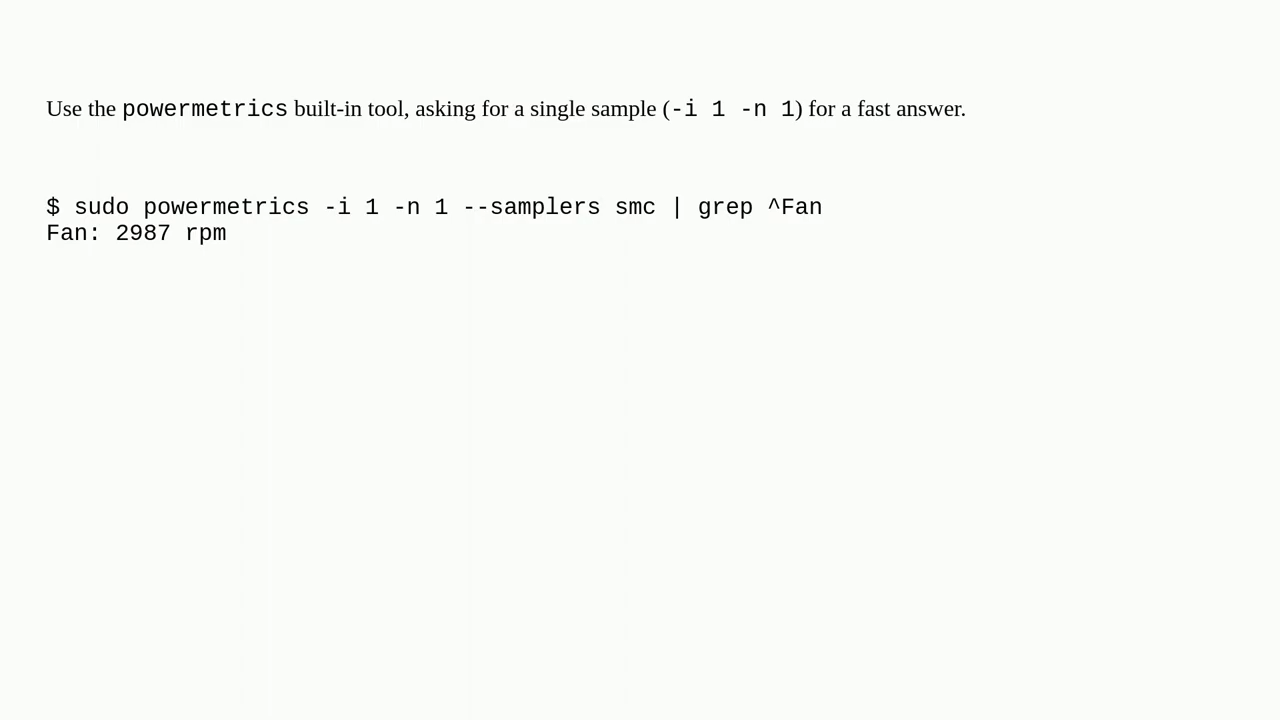 Use the powermetrics built-in tool, asking for a single sample (-i 1 -n 1) for a fast answer.
$ sudo powermetrics -i 1 -n 1 --samplers smc | grep ^Fan
Fan: 2987 rpm